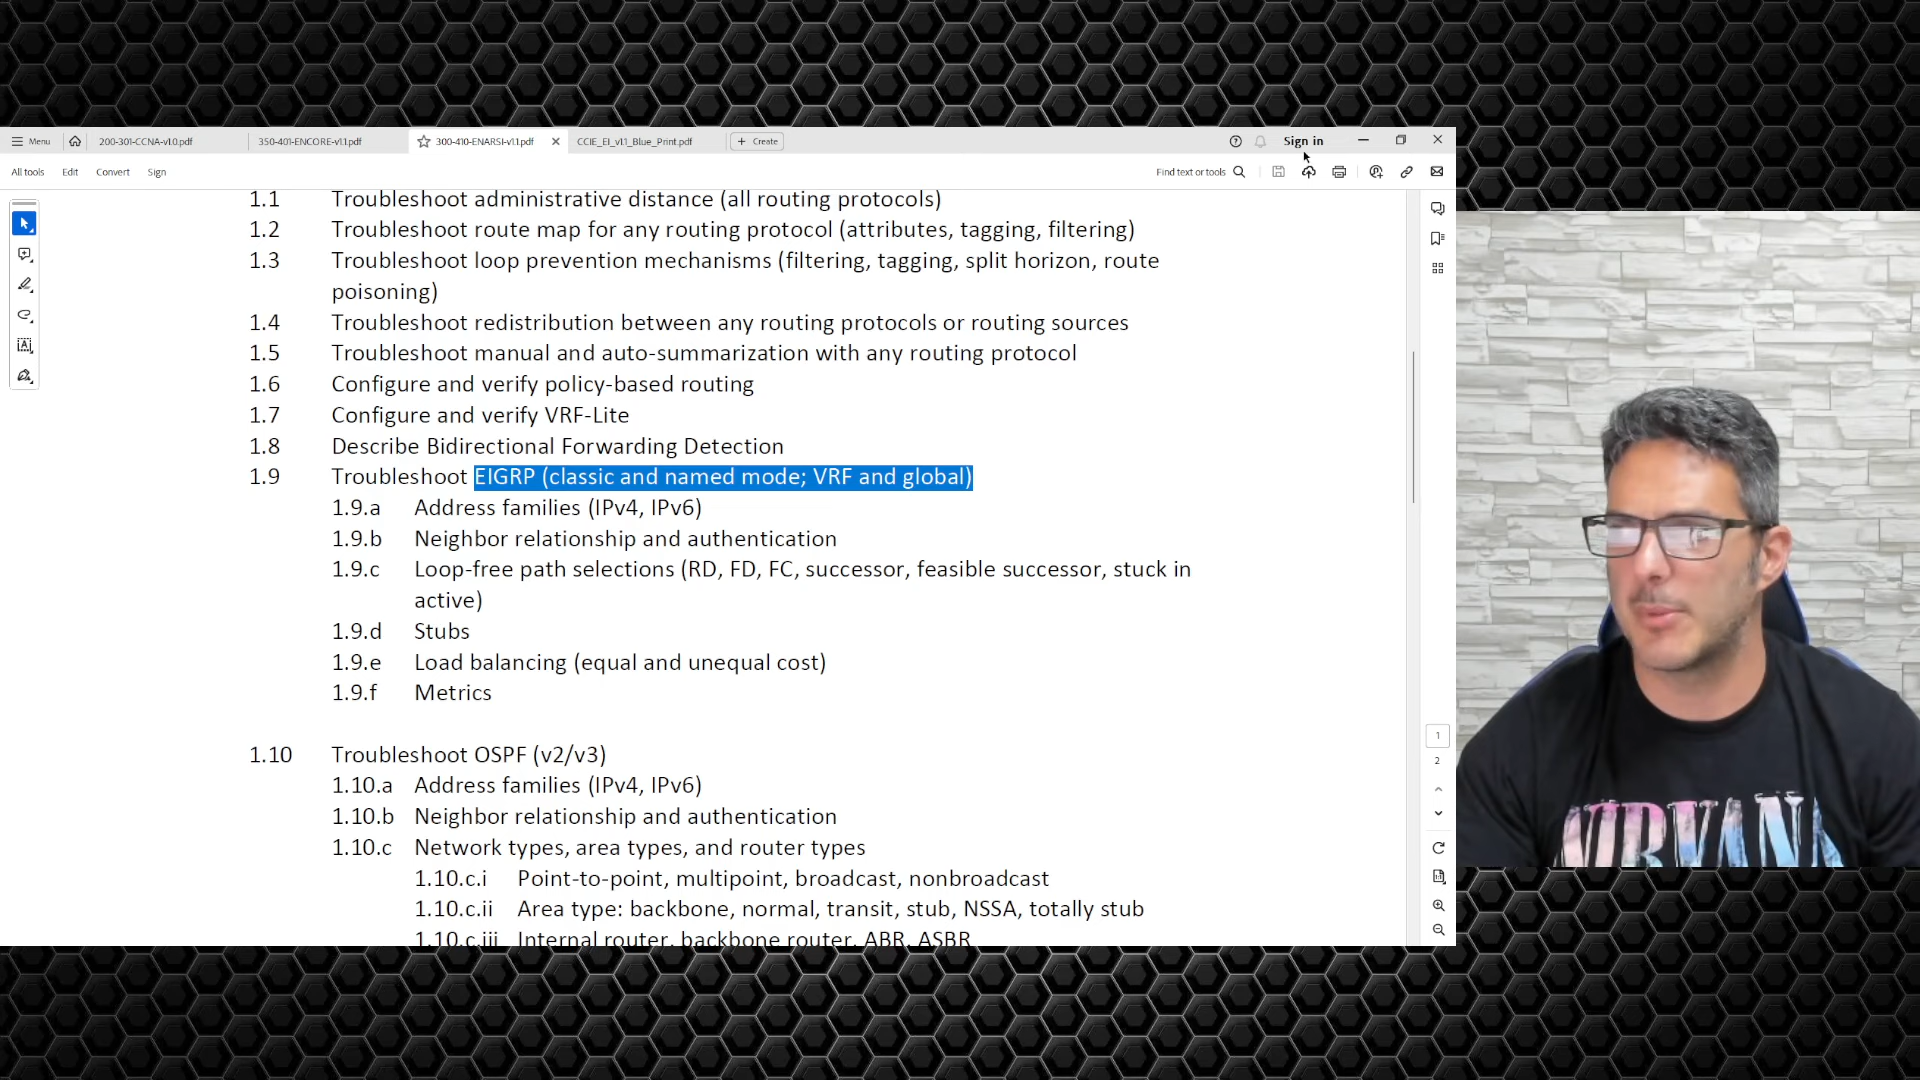 Menu
200-301-CCNA-v1.0.pdf
350-401-ENCORE-v1.1.pdf
300-410-ENARSI-v1.1.pdf
CCIE_EI_v1.1_Blue_Print.pdf
+ Create
Sign in
All tools
Edit
Convert
Sign
Find text or tools
1.1 Troubleshoot administrative distance (all routing protocols)
1.2 Troubleshoot route map for any routing protocol (attributes, tagging, filtering)
1.3 Troubleshoot loop prevention mechanisms (filtering, tagging, split horizon, route
poisoning)
1.4 Troubleshoot redistribution between any routing protocols or routing sources
1.5 Troubleshoot manual and auto-summarization with any routing protocol
1.6 Configure and verify policy-based routing
1.7 Configure and verify VRF-Lite
1.8 Describe Bidirectional Forwarding Detection
1.9 Troubleshoot EIGRP (classic and named mode; VRF and global)
1.9.a Address families (IPv4, IPv6)
1.9.b Neighbor relationship and authentication
1.9.c Loop-free path selections (RD, FD, FC, successor, feasible successor, stuck in
active)
1.9.d Stubs
1.9.e Load balancing (equal and unequal cost)
1.9.f Metrics
1.10 Troubleshoot OSPF (v2/v3)
1.10.a Address families (IPv4, IPv6)
1.10.b Neighbor relationship and authentication
1.10.c Network types, area types, and router types
1.10.c.i Point-to-point, multipoint, broadcast, nonbroadcast
1.10.c.ii Area type: backbone, normal, transit, stub, NSSA, totally stub
1.10.c.iii Internal router, backbone router, ABR, ASBR
1
2
NIRVANA